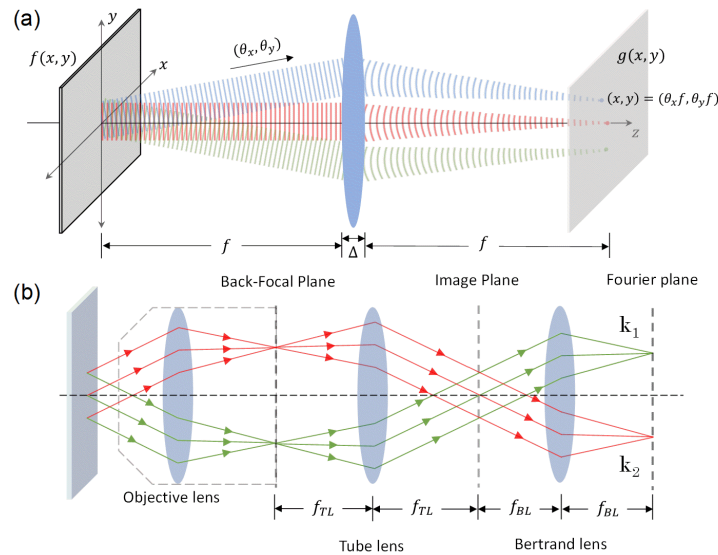 (a)
y
f(x, y)
x
(θx, θy)
g(x, y)
(x, y) = (θxf, θyf)
z
f
Δ
f
Back-Focal Plane
Image Plane
Fourier plane
(b)
k1
k2
Objective lens
fTL
fTL
fBL
fBL
Tube lens
Bertrand lens